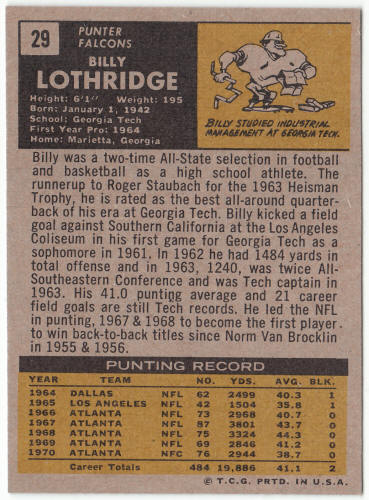 29
PUNTER
FALCONS
BILLY
LOTHRIDGE
Height: 6'1" Weight: 195
Born: January 1, 1942
School: Georgia Tech
First Year Pro: 1964
Home: Marietta, Georgia
BILLY STUDIED INDUSTRIAL
MANAGEMENT AT GEORGIA TECH.
Billy was a two-time All-State selection in football
and basketball as a high school athlete. The
runnerup to Roger Staubach for the 1963 Heisman
Trophy, he is rated as the best all-around quarter-
back of his era at Georgia Tech. Billy kicked a field
goal against Southern California at the Los Angeles
Coliseum in his first game for Georgia Tech as a
sophomore in 1961. In 1962 he had 1484 yards in
total offense and in 1963, 1240, was twice All-
Southeastern Conference and was Tech captain in
1963. His 41.0 punting average and 21 career
field goals are still Tech records. He led the NFL
in punting, 1967 & 1968 to become the first player
to win back-to-back titles since Norm Van Brocklin
in 1955 & 1956.
PUNTING RECORD
YEAR TEAM NO. YDS. AVG. BLK.
1964 DALLAS NFL 62 2499 40.3 1
1965 LOS ANGELES NFL 42 1504 35.8 1
1966 ATLANTA NFL 73 2968 40.7 0
1967 ATLANTA NFL 87 3801 43.7 0
1968 ATLANTA NFL 75 3324 44.3 0
1969 ATLANTA NFL 69 2846 41.2 0
1970 ATLANTA NFC 76 2944 38.7 0
Career Totals 484 19,886 41.1 2
© T.C.G. PRTD. IN U.S.A.